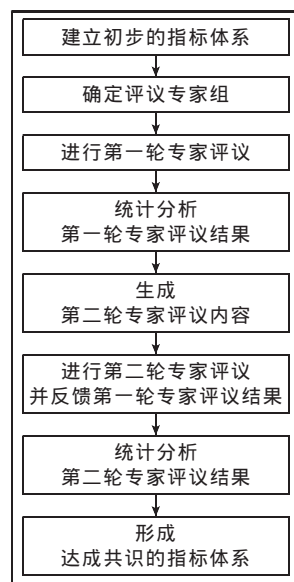 建立初步的指标体系
确定评议专家组
进行第一轮专家评议
统计分析
第一轮专家评议结果
生成
第二轮专家评议内容
进行第二轮专家评议
并反馈第一轮专家评议结果
统计分析
第二轮专家评议结果
形成
达成共识的指标体系